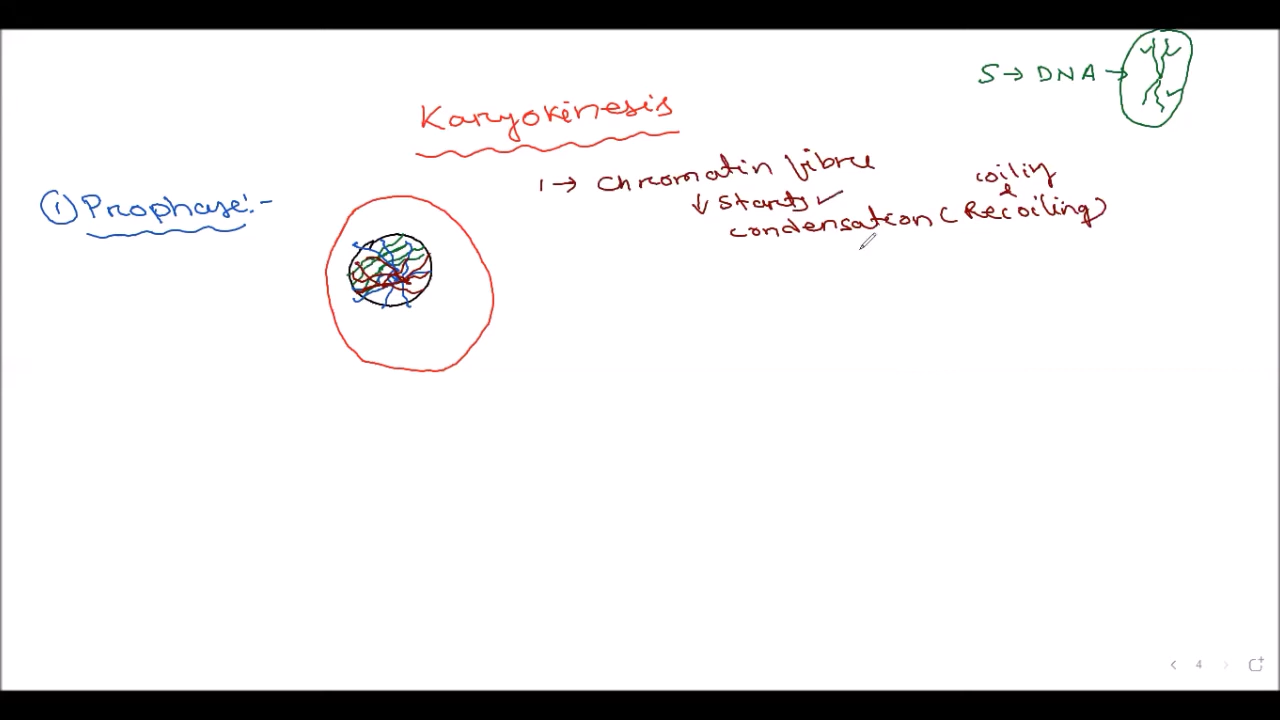 S → DNA →
Karyokinesis
1 → Chromatin fibre
coiling
↓ Starts ✓
condensation ( & Recoiling)
① Prophase:-
4